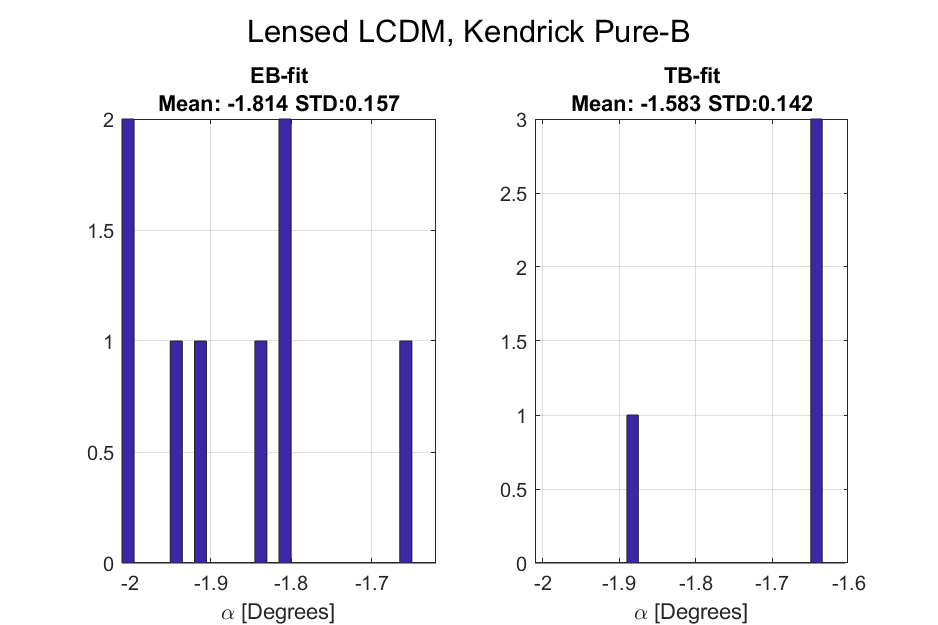 Lensed LCDM, Kendrick Pure-B
EB-fit
Mean: -1.814 STD:0.157
2
1.5
1
0.5
0
-2 -1.9 -1.8 -1.7
α [Degrees]
TB-fit
Mean: -1.583 STD:0.142
3
2.5
2
1.5
1
0.5
0
-2 -1.9 -1.8 -1.7 -1.6
α [Degrees]